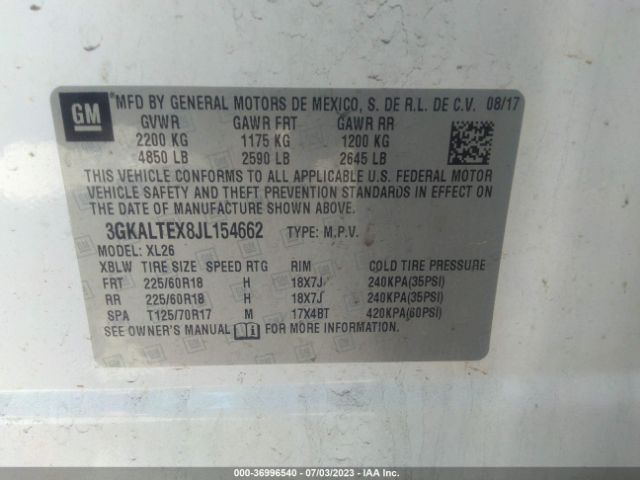 GM
MFD BY GENERAL MOTORS DE MEXICO, S. DE R.L. DE C.V. 08/17
GVWR GAWR FRT GAWR RR
2200 KG 1175 KG 1200 KG
4850 LB 2590 LB 2645 LB
THIS VEHICLE CONFORMS TO ALL APPLICABLE U.S. FEDERAL MOTOR
VEHICLE SAFETY AND THEFT PREVENTION STANDARDS IN EFFECT ON
THE DATE OF MANUFACTURE SHOWN ABOVE.
3GKALTEX8JL154662 TYPE: M.P.V.
MODEL: XL26
XBLW TIRE SIZE SPEED RTG RIM COLD TIRE PRESSURE
FRT 225/60R18 H 18X7J 240KPA(35PSI)
RR 225/60R18 H 18X7J 240KPA(35PSI)
SPA T125/70R17 M 17X4BT 420KPA(60PSI)
SEE OWNER'S MANUAL FOR MORE INFORMATION.
000-36996540 - 07/03/2023 - IAA Inc.